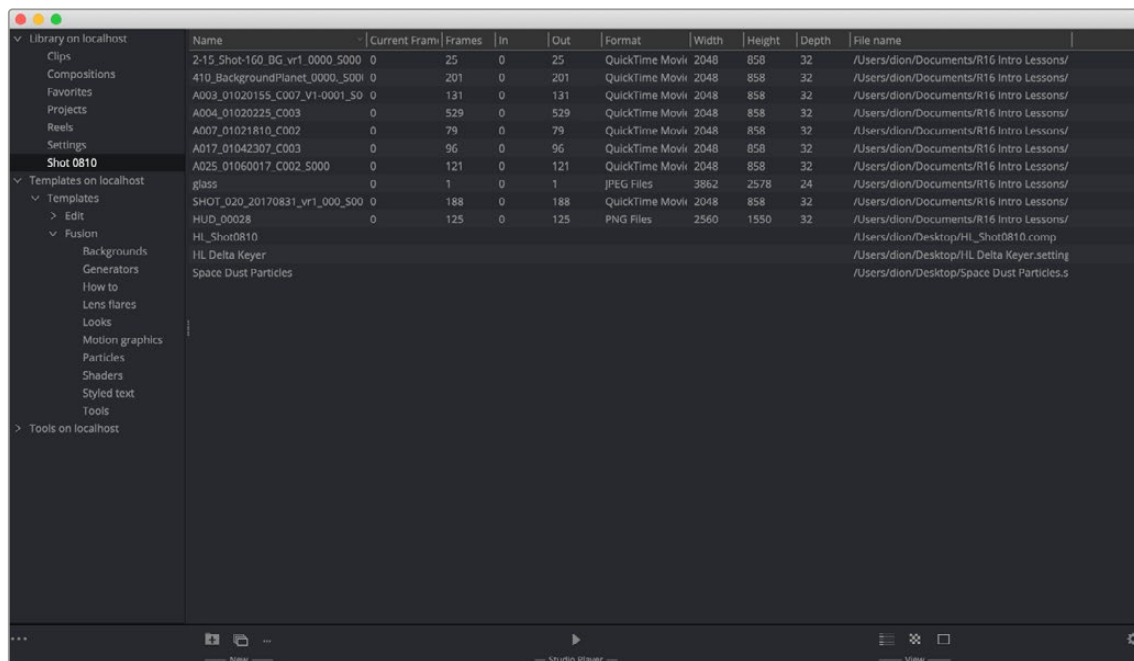 Library on localhost
Clips
Compositions
Favorites
Projects
Reels
Settings
Shot 0810
Templates on localhost
Templates
Edit
Fusion
Backgrounds
Generators
How to
Lens flares
Looks
Motion graphics
Particles
Shaders
Styled text
Tools
Tools on localhost
Name Current Fram Frames In Out Format Width Height Depth File name
2-15_Shot-160_BG_vr1_0000_S000 0 25 0 25 QuickTime Movi 2048 858 32 /Users/dion/Documents/R16 Intro Lessons/
410_BackgroundPlanet_0000._S00 0 201 0 201 QuickTime Movi 2048 858 32 /Users/dion/Documents/R16 Intro Lessons/
A003_01020155_C007_V1-0001_S0 0 131 0 131 QuickTime Movi 2048 858 32 /Users/dion/Documents/R16 Intro Lessons/
A004_01020225_C003 0 529 0 529 QuickTime Movi 2048 858 32 /Users/dion/Documents/R16 Intro Lessons/
A007_01021810_C002 0 79 0 79 QuickTime Movi 2048 858 32 /Users/dion/Documents/R16 Intro Lessons/
A017_01042307_C003 0 96 0 96 QuickTime Movi 2048 858 32 /Users/dion/Documents/R16 Intro Lessons/
A025_01060017_C002_S000 0 121 0 121 QuickTime Movi 2048 858 32 /Users/dion/Documents/R16 Intro Lessons/
glass 0 1 0 1 JPEG Files 3862 2578 24 /Users/dion/Documents/R16 Intro Lessons/
SHOT_020_20170831_vr1_000_S00 0 188 0 188 QuickTime Movi 2048 858 32 /Users/dion/Documents/R16 Intro Lessons/
HUD_00028 0 125 0 125 PNG Files 2560 1550 32 /Users/dion/Documents/R16 Intro Lessons/
HL_Shot0810 /Users/dion/Desktop/HL_Shot0810.comp
HL Delta Keyer /Users/dion/Desktop/HL Delta Keyer.setting
Space Dust Particles /Users/dion/Desktop/Space Dust Particles.s
New Studio Player View